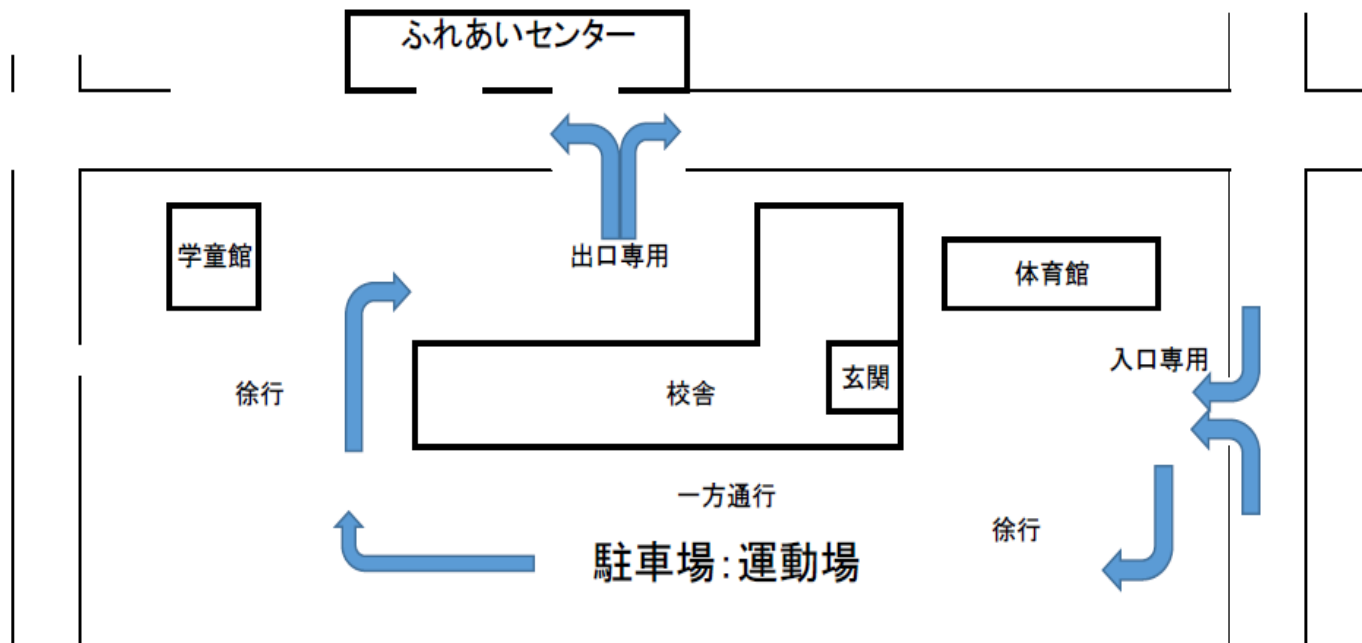 ふれあいセンター
学童館
出口専用
体育館
入口専用
徐行
校舎
玄関
一方通行
徐行
駐車場:運動場